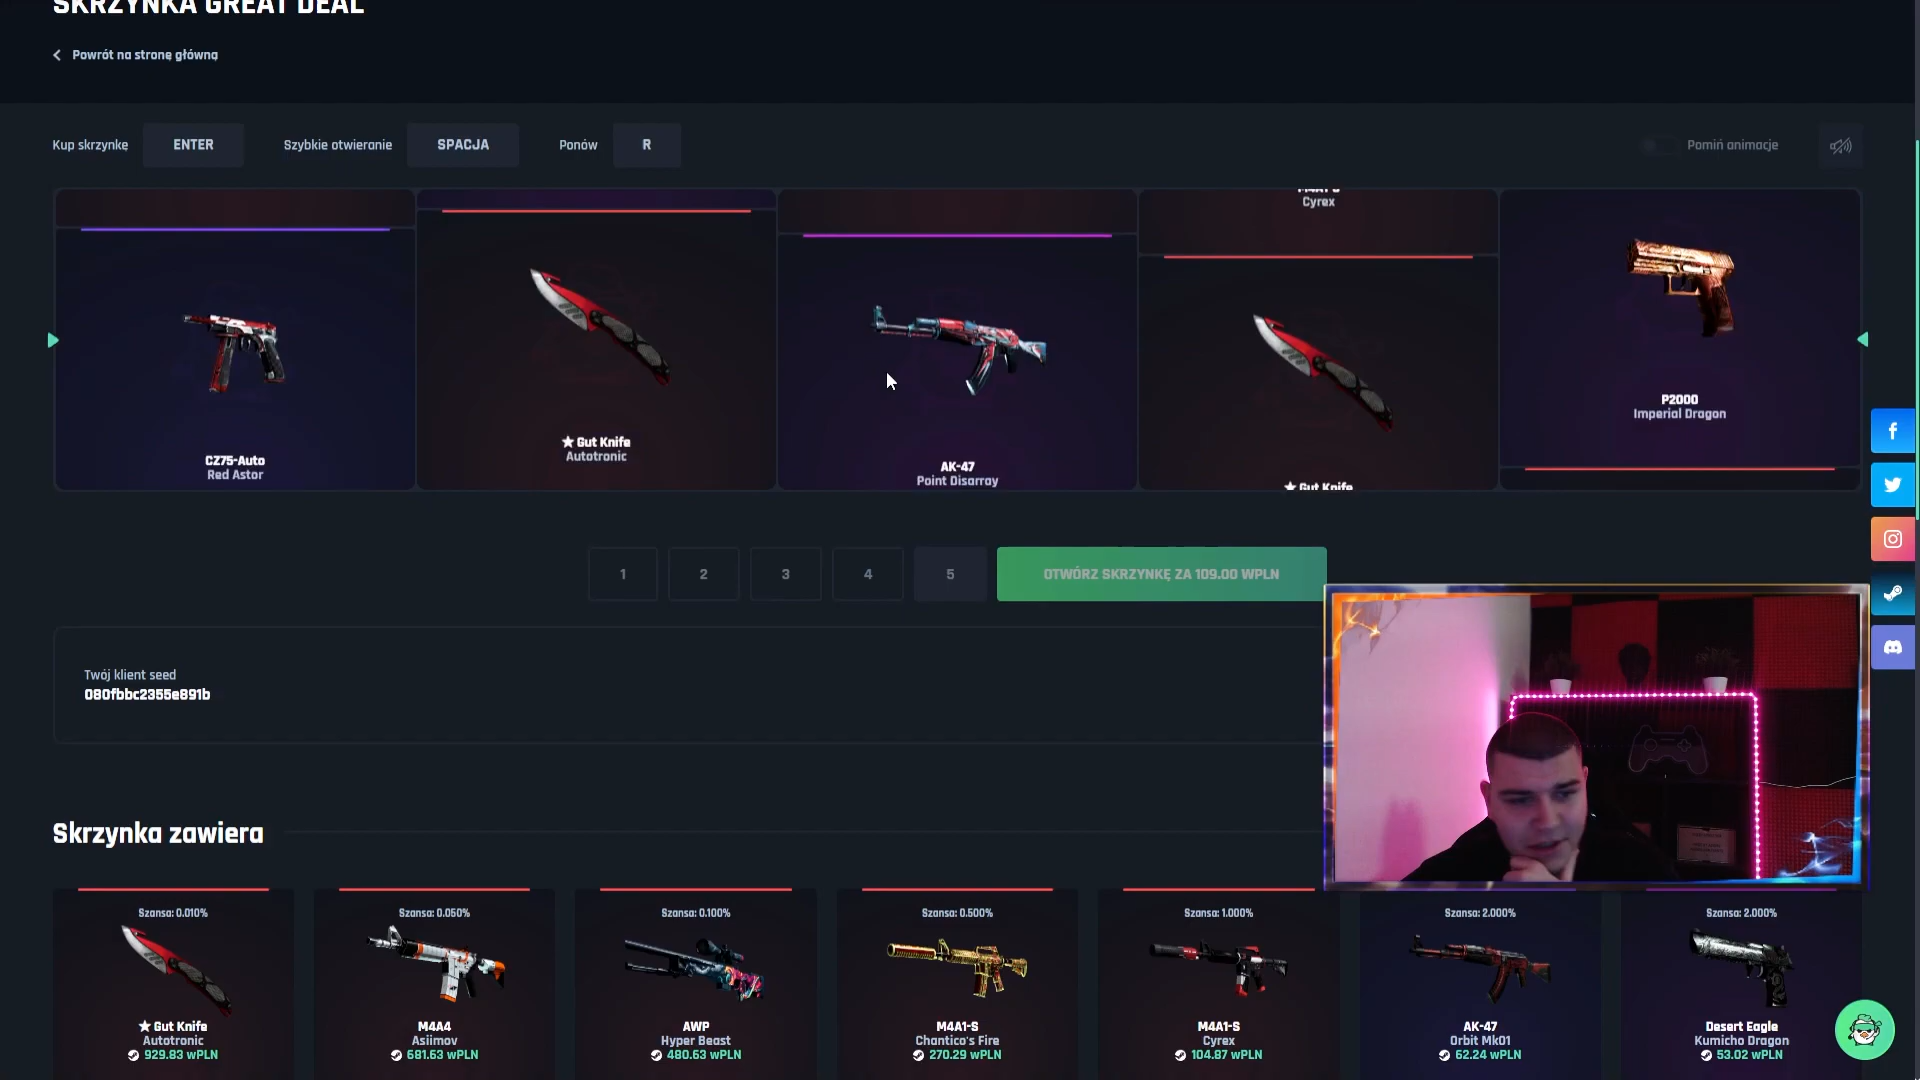 SKRZYNKA GREAT DEAL
Powrót na stronę główną
Kup skrzynkę
ENTER
Szybkie otwieranie
SPACJA
Ponów
R
Pomiń animacje
CZ75-Auto
Red Astor
★ Gut Knife
Autotronic
AK-47
Point Disarray
M4A1-S
Cyrex
★ Gut Knife
P2000
Imperial Dragon
1
2
3
4
5
OTWÓRZ SKRZYNKĘ ZA 109.00 WPLN
Twój klient seed
080fbbc2355e891b
Skrzynka zawiera
Szansa: 0.010%
★ Gut Knife
Autotronic
929.83 wPLN
Szansa: 0.050%
M4A4
Asiimov
681.63 wPLN
Szansa: 0.100%
AWP
Hyper Beast
480.63 wPLN
Szansa: 0.500%
M4A1-S
Chantico's Fire
270.29 wPLN
Szansa: 1.000%
M4A1-S
Cyrex
104.87 wPLN
Szansa: 2.000%
AK-47
Orbit Mk01
62.24 wPLN
Szansa: 2.000%
Desert Eagle
Kumicho Dragon
53.02 wPLN